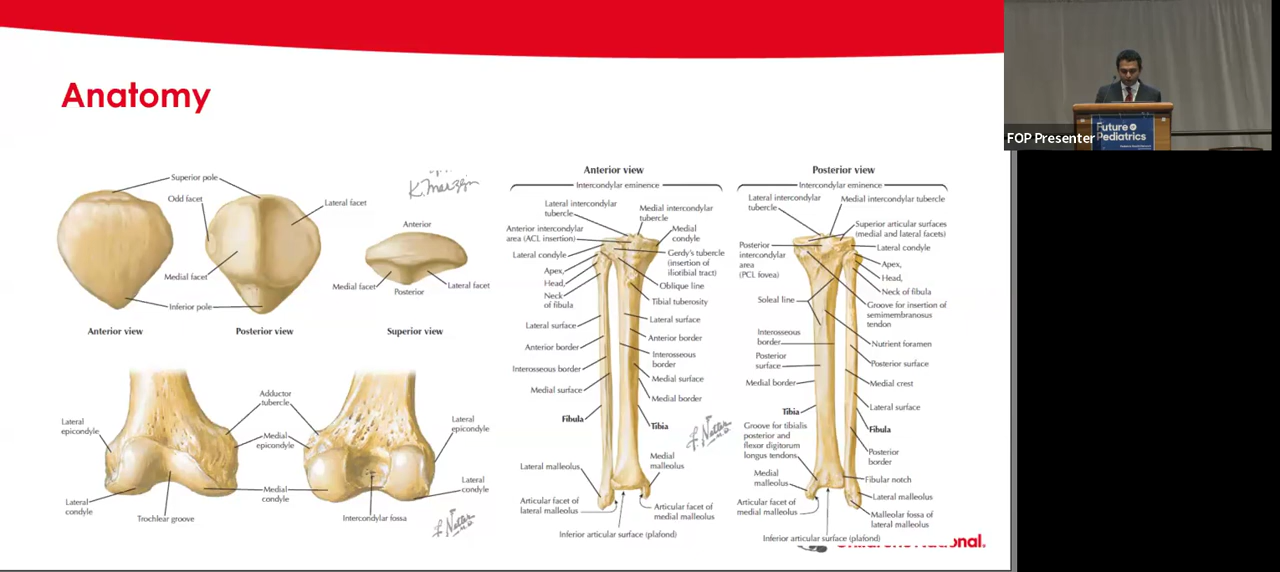 Anatomy
FOP Presenter
Future of
Pediatrics
Superior pole
Odd facet
Lateral facet
Medial facet
Inferior pole
Anterior view
Posterior view
K. Marzejon
Anterior
Medial facet
Posterior
Lateral facet
Superior view
Adductor
tubercle
Lateral
epicondyle
Medial
epicondyle
Lateral
epicondyle
Lateral
condyle
Medial
condyle
Lateral
condyle
Trochlear groove
Intercondylar fossa
F. Netter
M.D.
Anterior view
Intercondylar eminence
Lateral intercondylar
tubercle
Medial intercondylar
tubercle
Anterior intercondylar
area (ACL insertion)
Medial
condyle
Lateral condyle
Gerdy's tubercle
(insertion of
iliotibial tract)
Apex,
Head,
Neck
of fibula
Oblique line
Tibial tuberosity
Lateral surface
Lateral surface
Anterior border
Anterior border
Interosseous
border
Interosseous border
Medial surface
Medial surface
Medial border
Fibula
Tibia
F. Netter
M.D.
Lateral malleolus
Medial
malleolus
Articular facet of
lateral malleolus
Articular facet of
medial malleolus
Inferior articular surface (plafond)
Posterior view
Intercondylar eminence
Lateral intercondylar
tubercle
Medial intercondylar tubercle
Superior articular surfaces
(medial and lateral facets)
Posterior
intercondylar
area
(PCL fovea)
Lateral condyle
Apex,
Head,
Neck of fibula
Soleal line
Groove for insertion of
semimembranosus
tendon
Interosseous
border
Nutrient foramen
Posterior
surface
Posterior surface
Medial border
Medial crest
Lateral surface
Tibia
Fibula
Groove for tibialis
posterior and
flexor digitorum
longus tendons
Posterior
border
Medial
malleolus
Fibular notch
Lateral malleolus
Articular facet of
medial malleolus
Malleolar fossa of
lateral malleolus
Inferior articular surface (plafond)
Children's National.